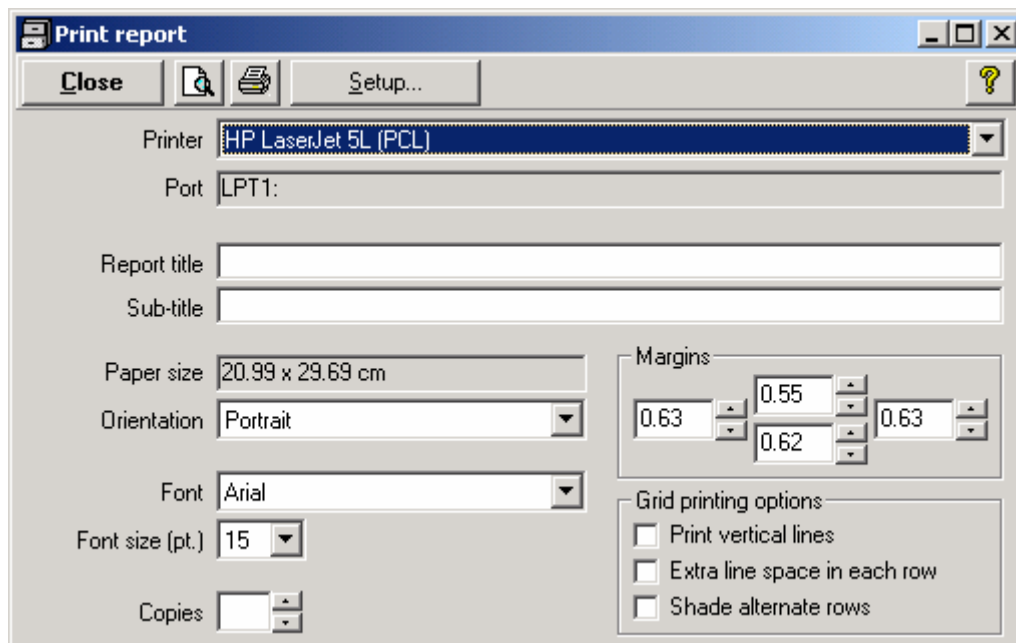 Print report
Close Setup...
Printer HP LaserJet 5L (PCL)
Port LPT1:
Report title
Sub-title
Paper size 20.99 x 29.69 cm
Orientation Portrait
Font Arial
Font size (pt.) 15
Copies
Margins
0.55
0.63 0.63
0.62
Grid printing options
Print vertical lines
Extra line space in each row
Shade alternate rows